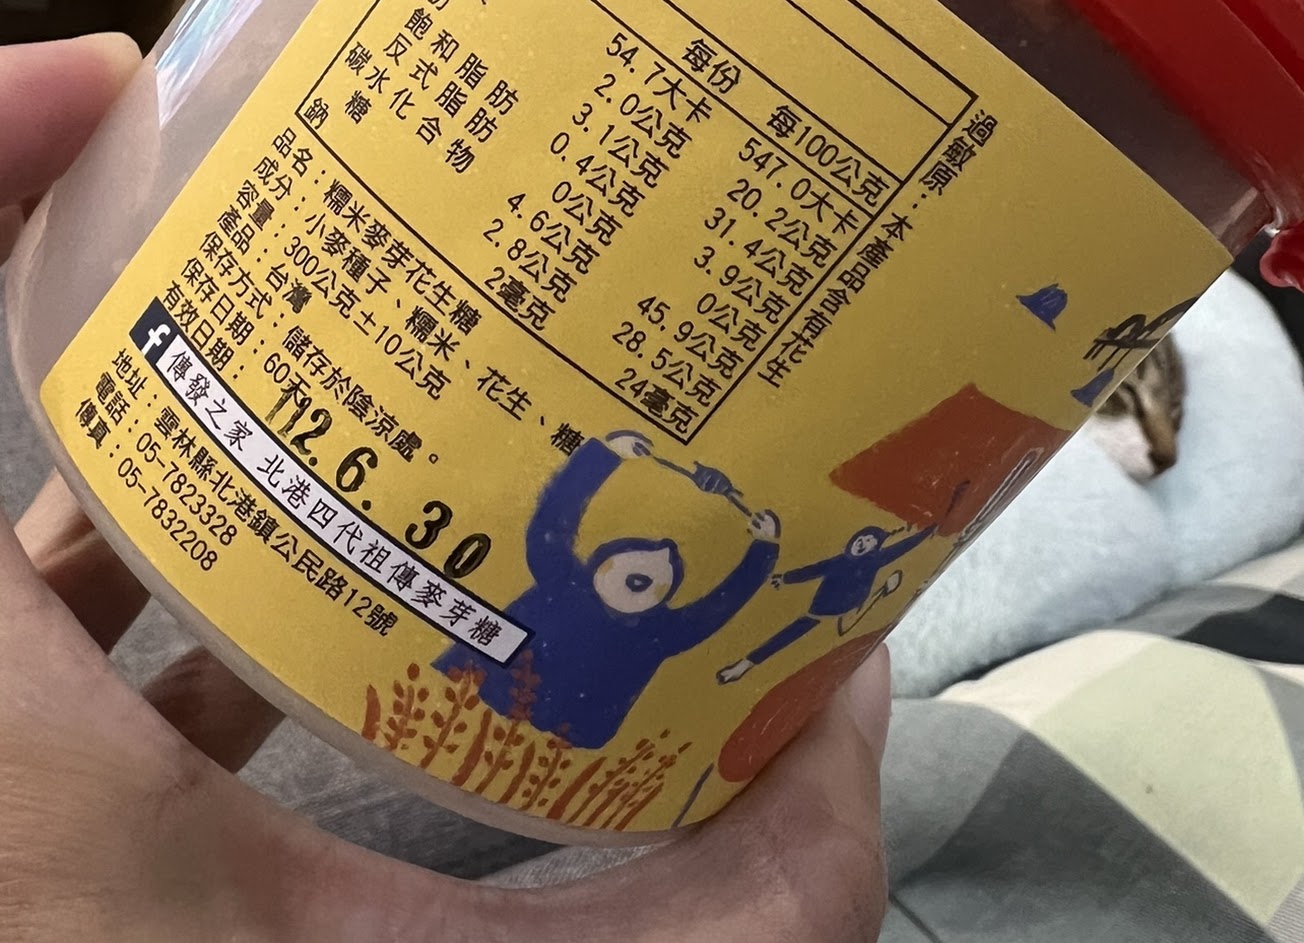 每份 每100公克
54.7大卡 547.0大卡
2.0公克 20.2公克
肪 3.1公克 31.4公克
飽和脂肪 0.4公克 3.9公克
反式脂肪 0公克 0公克
碳水化合物 4.6公克 45.9公克
糖 2.8公克 28.5公克
鈉 2毫克 24毫克
過敏原：本產品含有花生
品名：糯米麥芽花生糖
成分：小麥種子、糯米、花生、糖
容量：300公克±10公克
產品：台灣
保存方式：儲存於陰涼處。
保存日期：60天
有效日期：112.6.30
f 傳發之家 北港四代祖傳麥芽糖
地址：雲林縣北港鎮公民路12號
電話：05-7823328
傳真：05-7832208